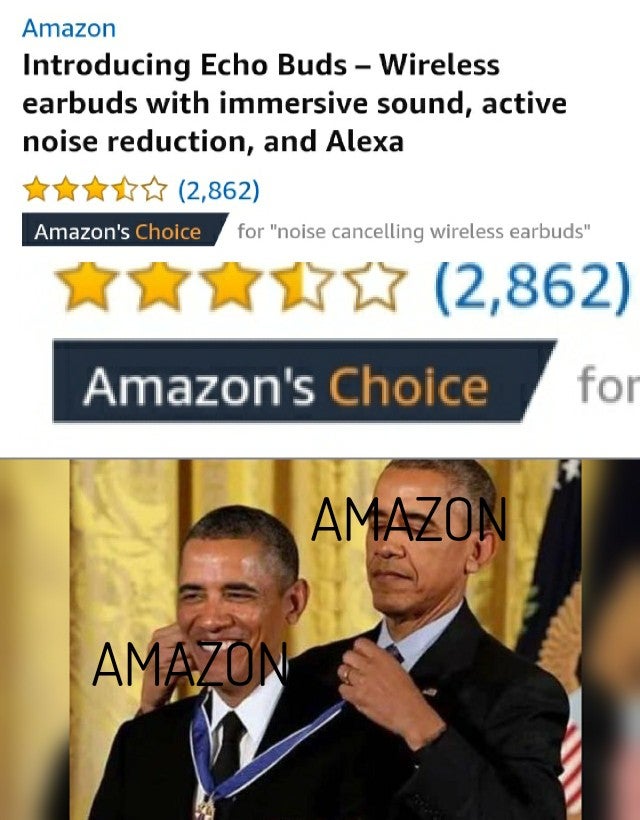 Amazon
Introducing Echo Buds – Wireless
earbuds with immersive sound, active
noise reduction, and Alexa
(2,862)
Amazon's Choice for "noise cancelling wireless earbuds"
(2,862)
Amazon's Choice for
AMAZON
AMAZON